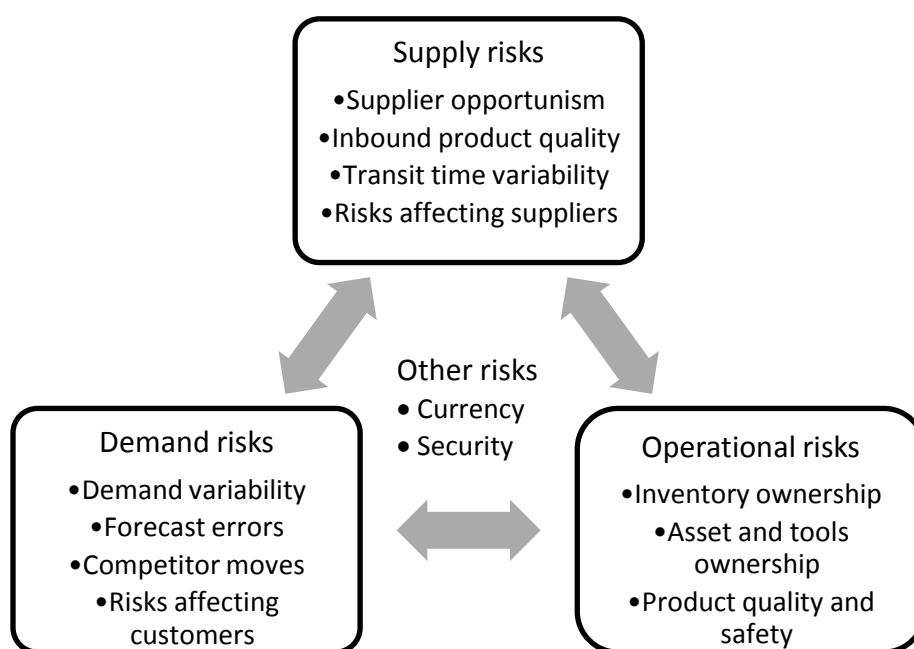 Supply risks
•Supplier opportunism
•Inbound product quality
•Transit time variability
•Risks affecting suppliers
Other risks
• Currency
• Security
Demand risks
•Demand variability
•Forecast errors
•Competitor moves
•Risks affecting
customers
Operational risks
•Inventory ownership
•Asset and tools
ownership
•Product quality and
safety